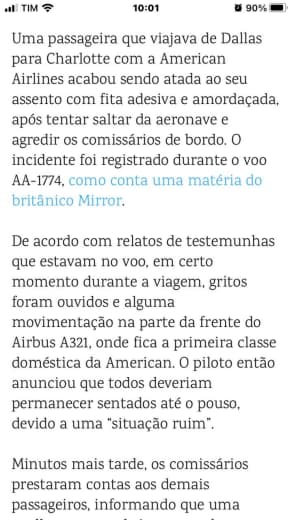 TIM 10:01 90%
Uma passageira que viajava de Dallas
para Charlotte com a American
Airlines acabou sendo atada ao seu
assento com fita adesiva e amordaçada,
após tentar saltar da aeronave e
agredir os comissários de bordo. O
incidente foi registrado durante o voo
AA-1774, como conta uma matéria do
britânico Mirror.
De acordo com relatos de testemunhas
que estavam no voo, em certo
momento durante a viagem, gritos
foram ouvidos e alguma
movimentação na parte da frente do
Airbus A321, onde fica a primeira classe
doméstica da American. O piloto então
anunciou que todos deveriam
permanecer sentados até o pouso,
devido a uma “situação ruim”.
Minutos mais tarde, os comissários
prestaram contas aos demais
passageiros, informando que uma